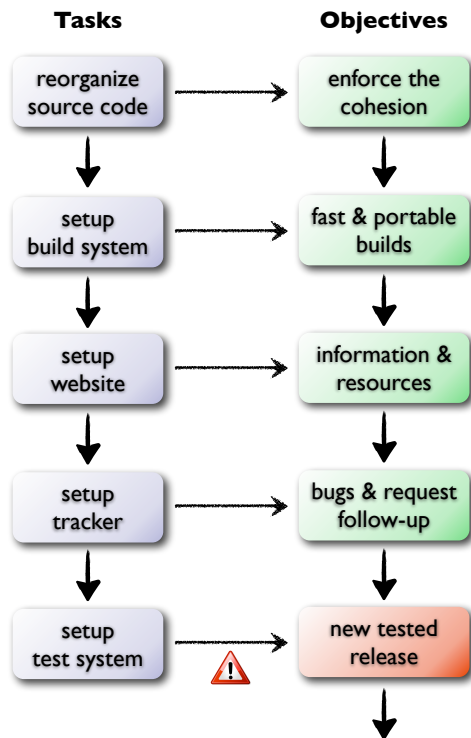 Tasks
Objectives
reorganize
source code
enforce the
cohesion
setup
build system
fast & portable
builds
setup
website
information &
resources
setup
tracker
bugs & request
follow-up
setup
test system
!
new tested
release